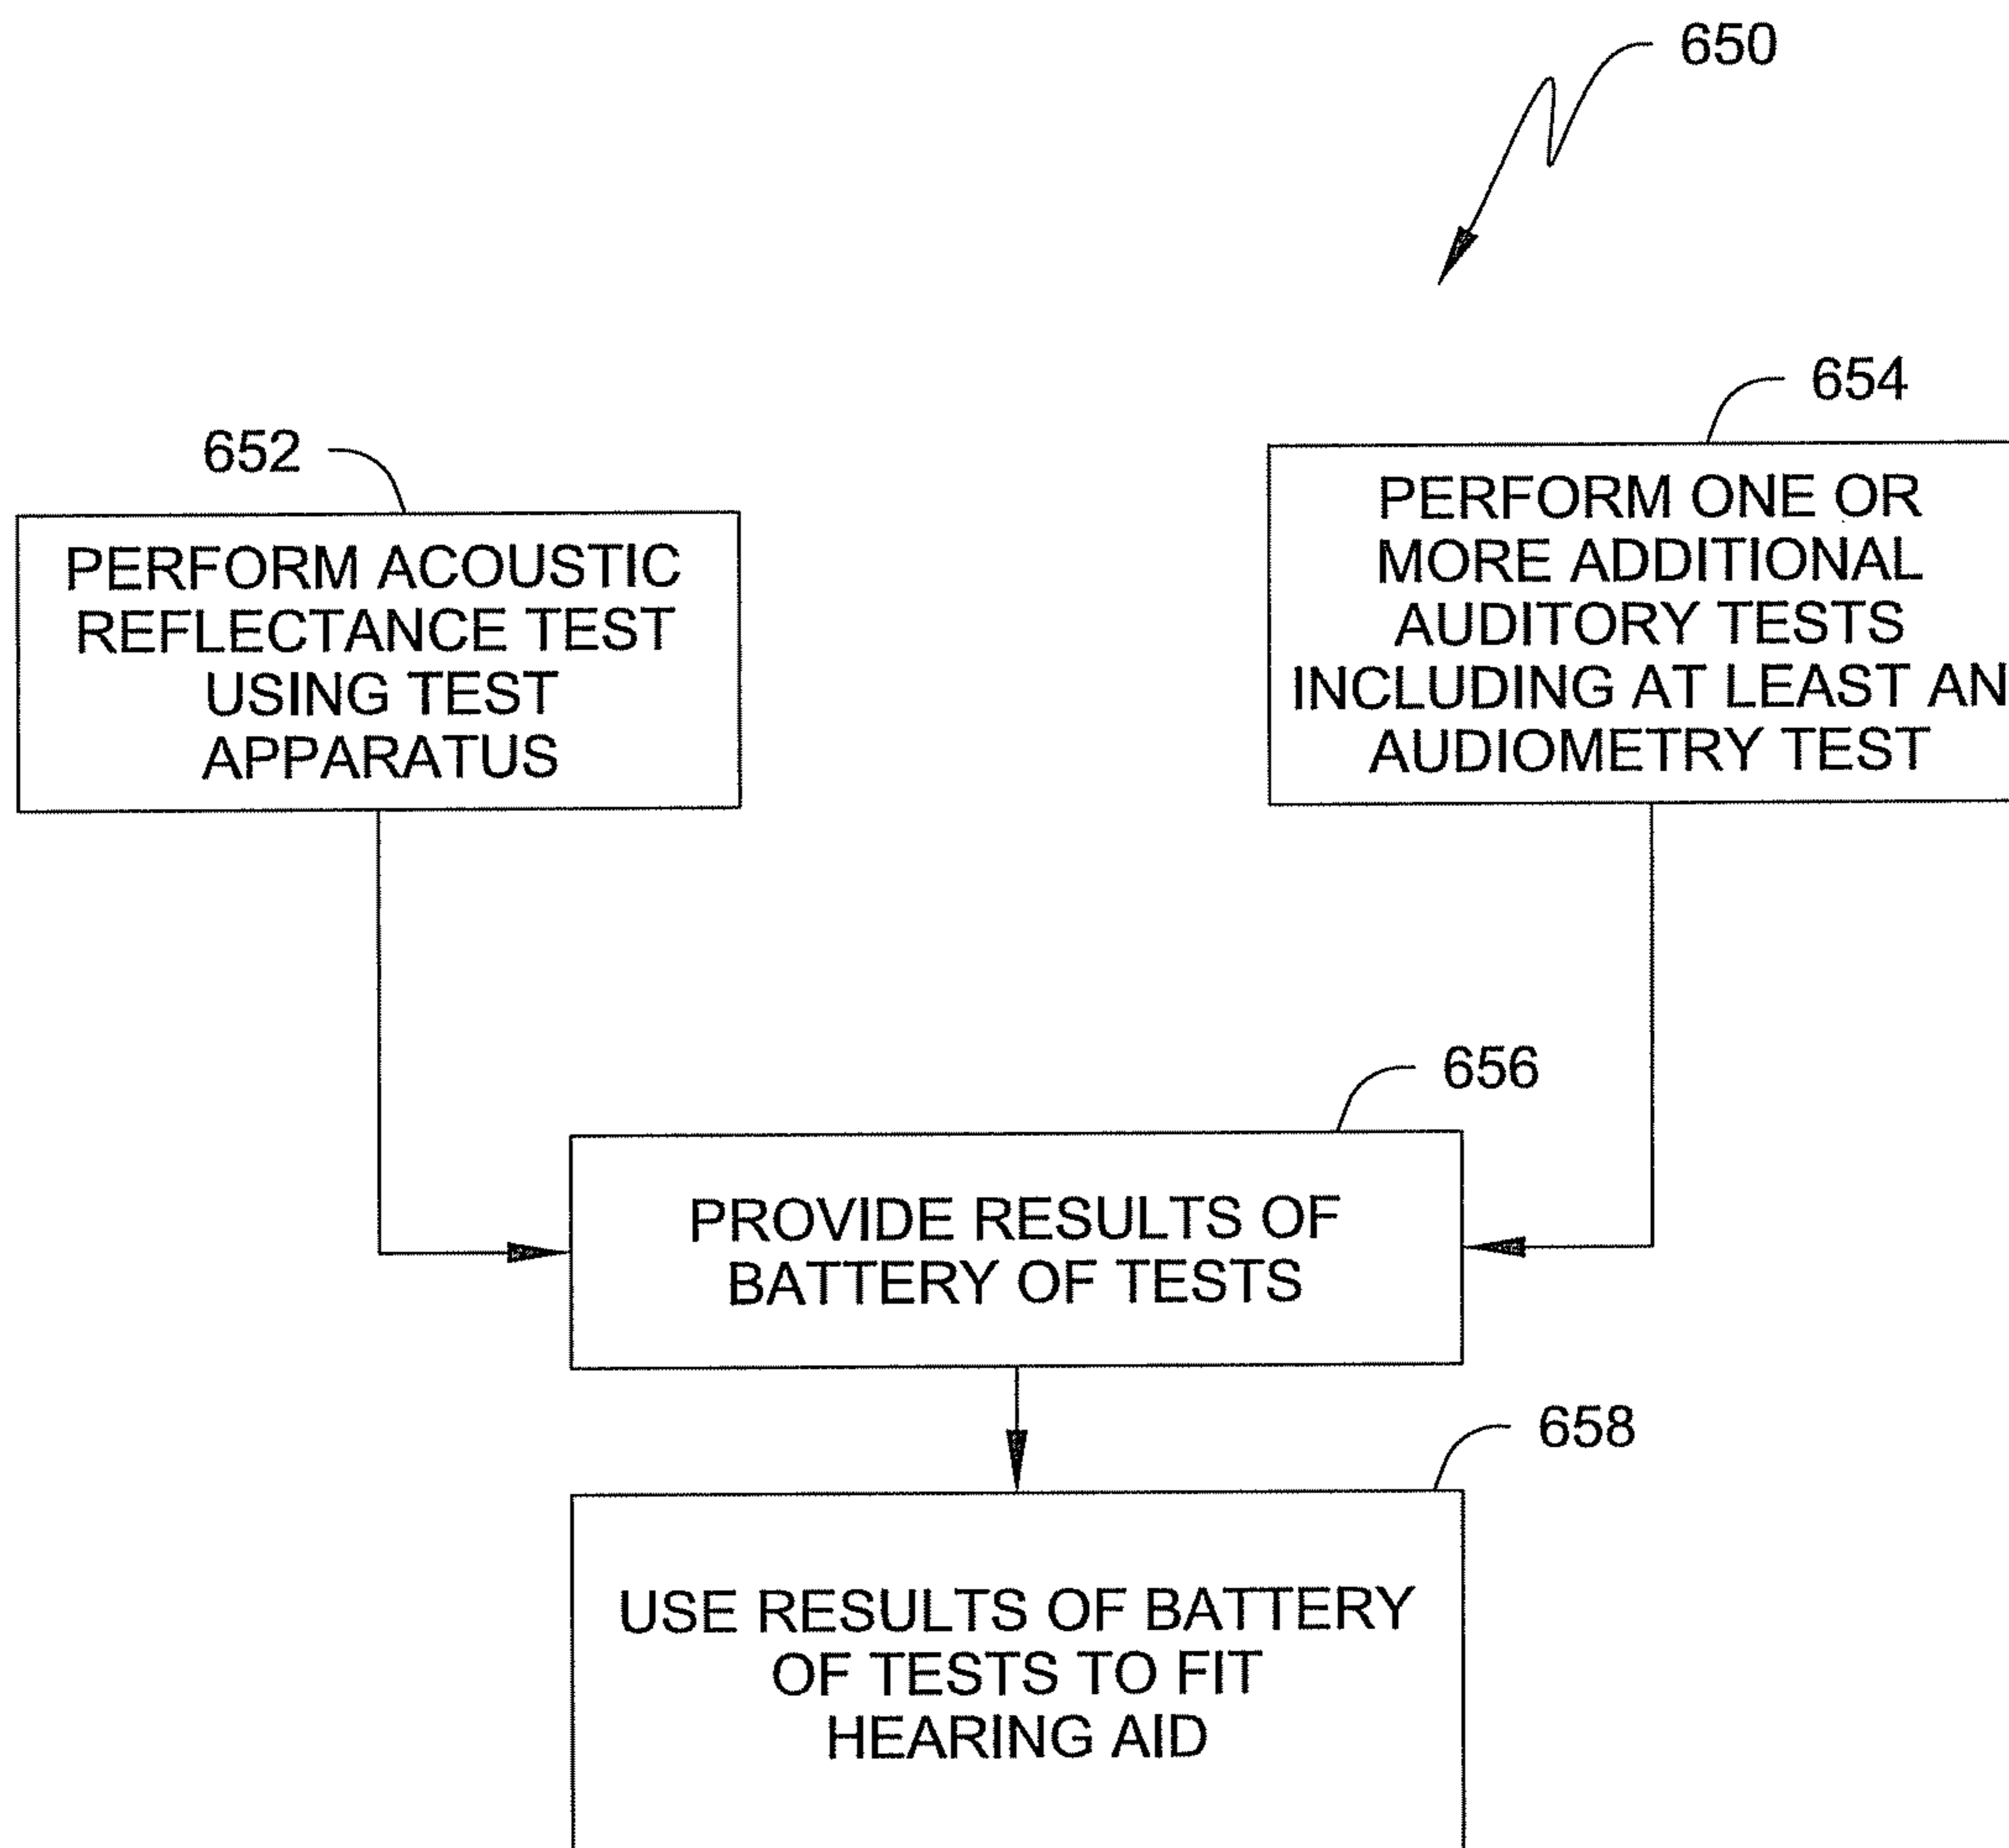 650
652
PERFORM ACOUSTIC
REFLECTANCE TEST
USING TEST
APPARATUS
654
PERFORM ONE OR
MORE ADDITIONAL
AUDITORY TESTS
INCLUDING AT LEAST AN
AUDIOMETRY TEST
656
PROVIDE RESULTS OF
BATTERY OF TESTS
658
USE RESULTS OF BATTERY
OF TESTS TO FIT
HEARING AID